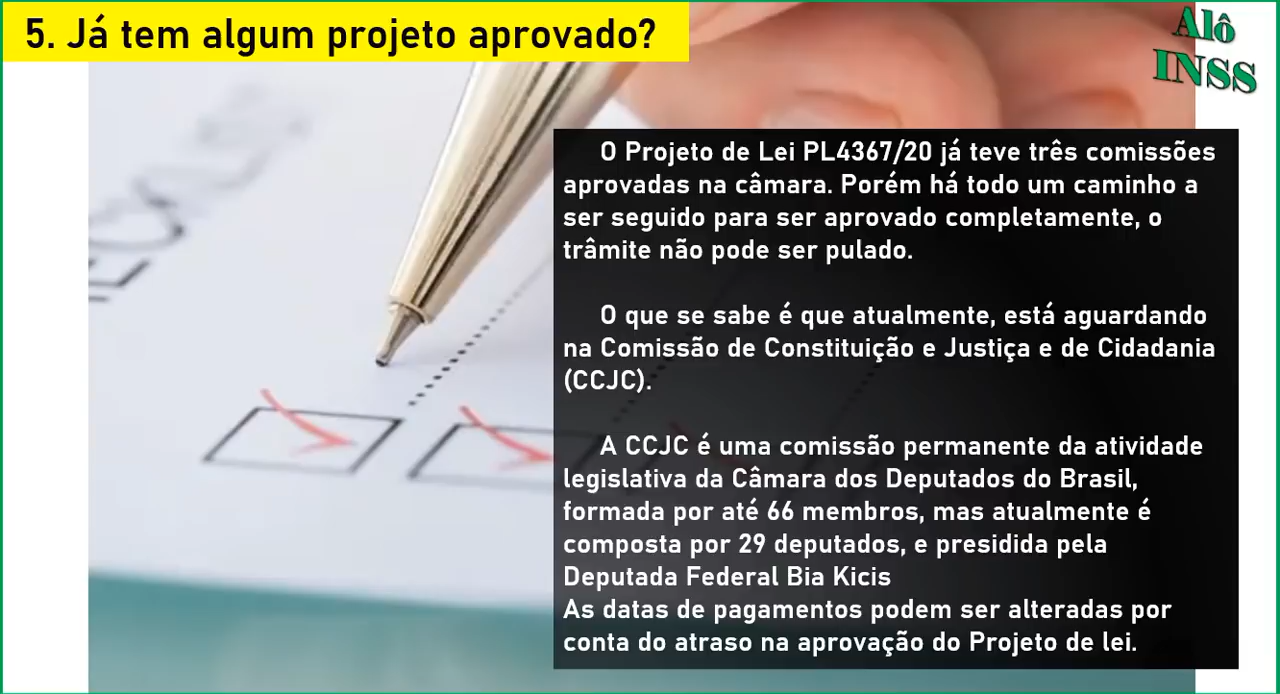 5. Já tem algum projeto aprovado?
Alô
INSS
O Projeto de Lei PL4367/20 já teve três comissões
aprovadas na câmara. Porém há todo um caminho a
ser seguido para ser aprovado completamente, o
trâmite não pode ser pulado.
O que se sabe é que atualmente, está aguardando
na Comissão de Constituição e Justiça e de Cidadania
(CCJC).
A CCJC é uma comissão permanente da atividade
legislativa da Câmara dos Deputados do Brasil,
formada por até 66 membros, mas atualmente é
composta por 29 deputados, e presidida pela
Deputada Federal Bia Kicis
As datas de pagamentos podem ser alteradas por
conta do atraso na aprovação do Projeto de lei.